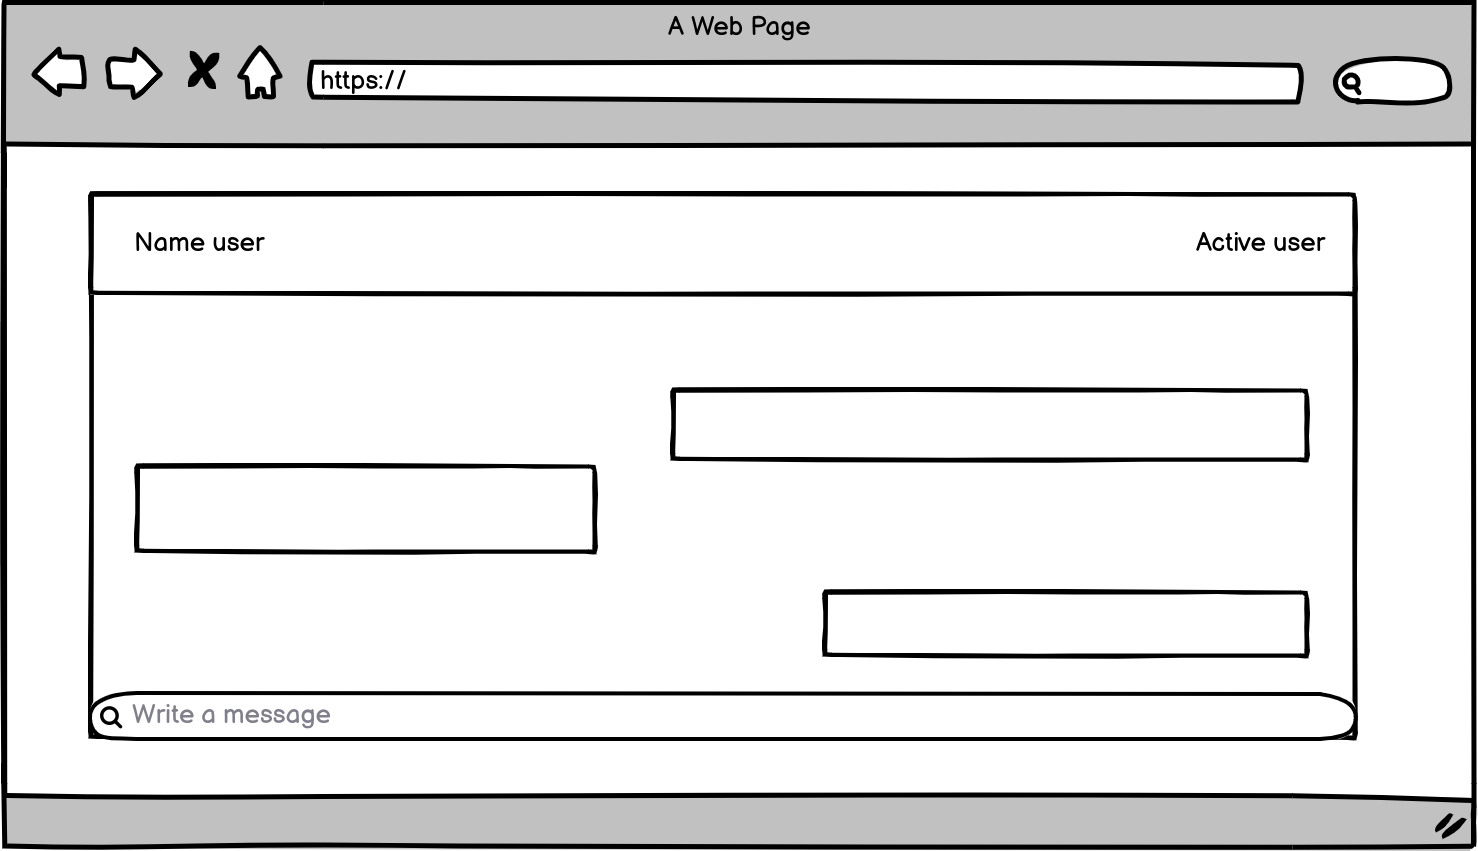 A Web Page
https://
Name user
Active user
Write a message